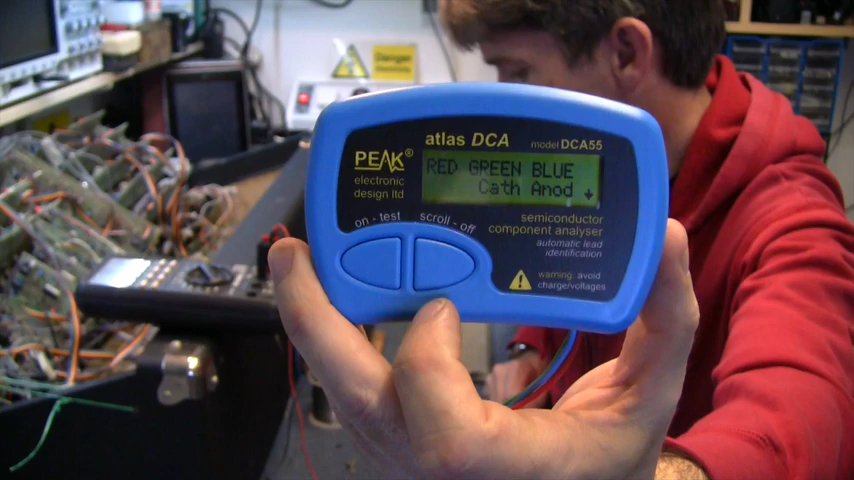 Danger
atlas DCA
model DCA55
PEAK®
electronic
design ltd
RED GREEN BLUE
Cath Anod ↓
on - test
scroll - off
semiconductor
component analyser
automatic lead
identification
warning: avoid
charge/voltages